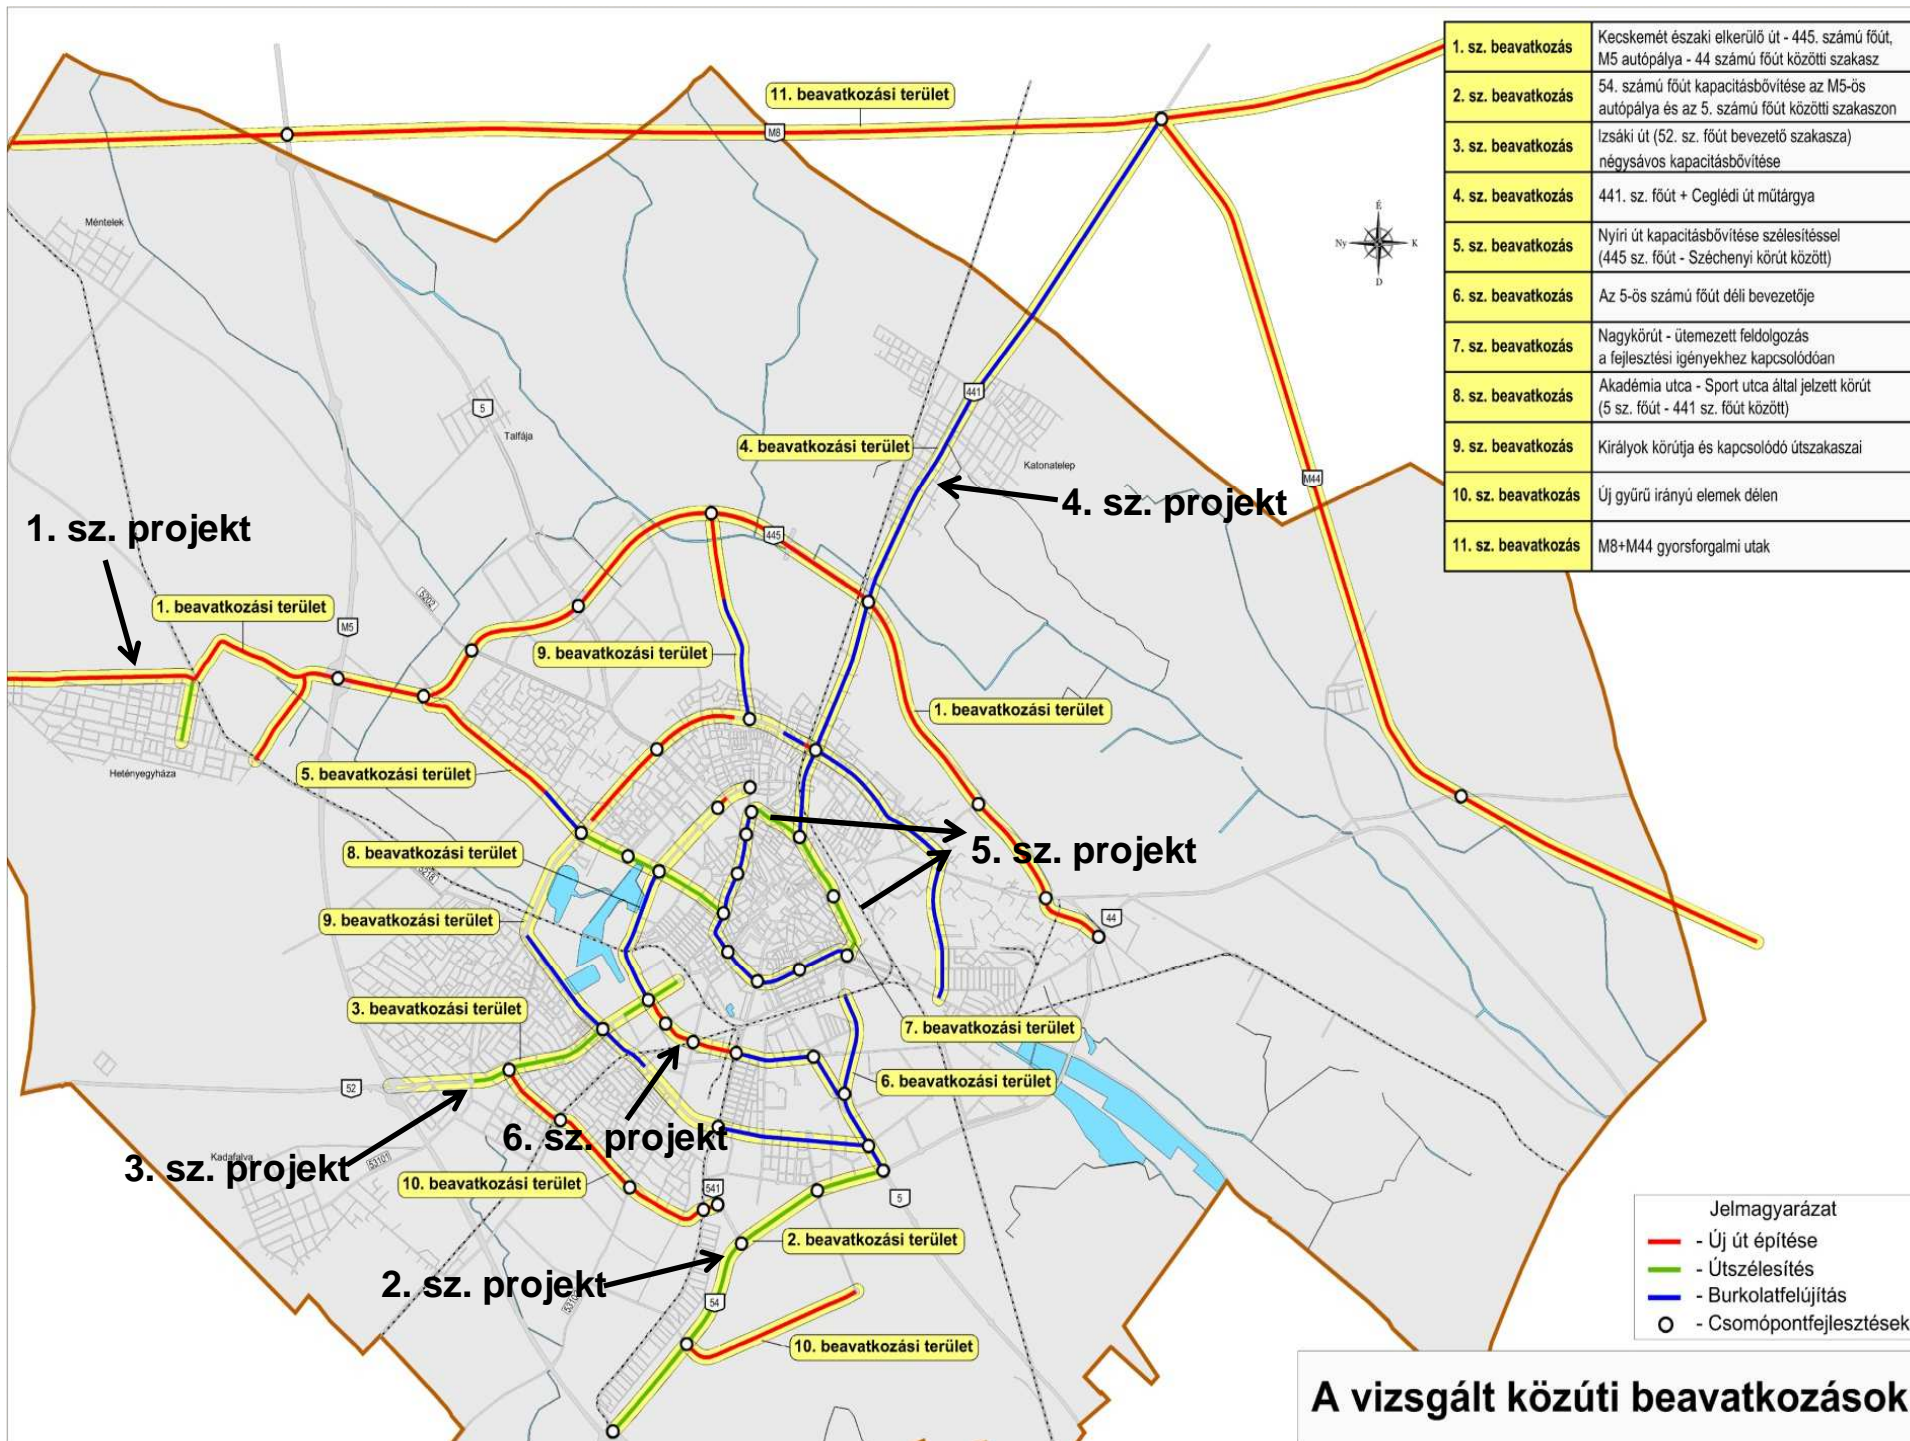 1. sz. beavatkozás
Kecskemét északi elkerülő út - 445. számú főút,
M5 autópálya - 44 számú főút közötti szakasz
2. sz. beavatkozás
54. számú főút kapacitásbővítése az M5-ös
autópálya és az 5. számú főút közötti szakaszon
3. sz. beavatkozás
Izsáki út (52. sz. főút bevezető szakasza)
négysávos kapacitásbővítése
4. sz. beavatkozás
441. sz. főút + Ceglédi út műtárgya
5. sz. beavatkozás
Nyíri út kapacitásbővítése szélesítéssel
(445 sz. főút - Széchenyi körút között)
6. sz. beavatkozás
Az 5-ös számú főút déli bevezetője
7. sz. beavatkozás
Nagykörút - ütemezett feldolgozás
a fejlesztési igényekhez kapcsolódóan
8. sz. beavatkozás
Akadémia utca - Sport utca által jelzett körút
(5 sz. főút - 441 sz. főút között)
9. sz. beavatkozás
Királyok körútja és kapcsolódó útszakaszai
10. sz. beavatkozás
Új gyűrű irányú elemek délen
11. sz. beavatkozás
M8+M44 gyorsforgalmi utak
11. beavatkozási terület
M8
Méntelek
É
Ny
K
D
441
5
Talfája
4. beavatkozási terület
Katonatelep
M44
4. sz. projekt
1. sz. projekt
445
5202
1. beavatkozási terület
M5
9. beavatkozási terület
1. beavatkozási terület
Hetényegyháza
5. beavatkozási terület
8. beavatkozási terület
5. sz. projekt
5218
9. beavatkozási terület
44
3. beavatkozási terület
7. beavatkozási terület
52
6. beavatkozási terület
6. sz. projekt
Kadafalva
3. sz. projekt
53101
10. beavatkozási terület
541
5
2. beavatkozási terület
2. sz. projekt
54
10. beavatkozási terület
Jelmagyarázat
- Új út építése
- Útszélesítés
- Burkolatfelújítás
- Csomópontfejlesztések
A vizsgált közúti beavatkozások